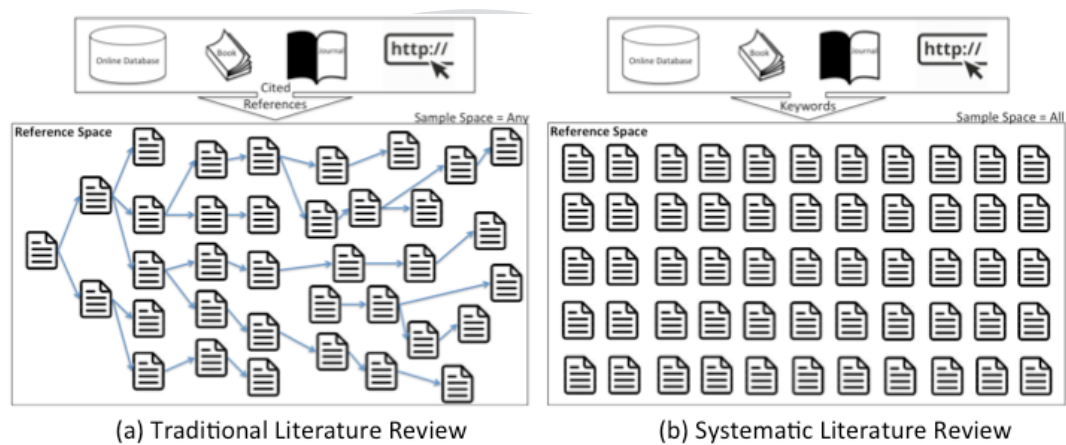 Online Database
Book
Journal
http://
Cited
References
Sample Space = Any
Reference Space
(a) Traditional Literature Review
Online Database
Book
Journal
http://
Keywords
Sample Space = All
Reference Space
(b) Systematic Literature Review